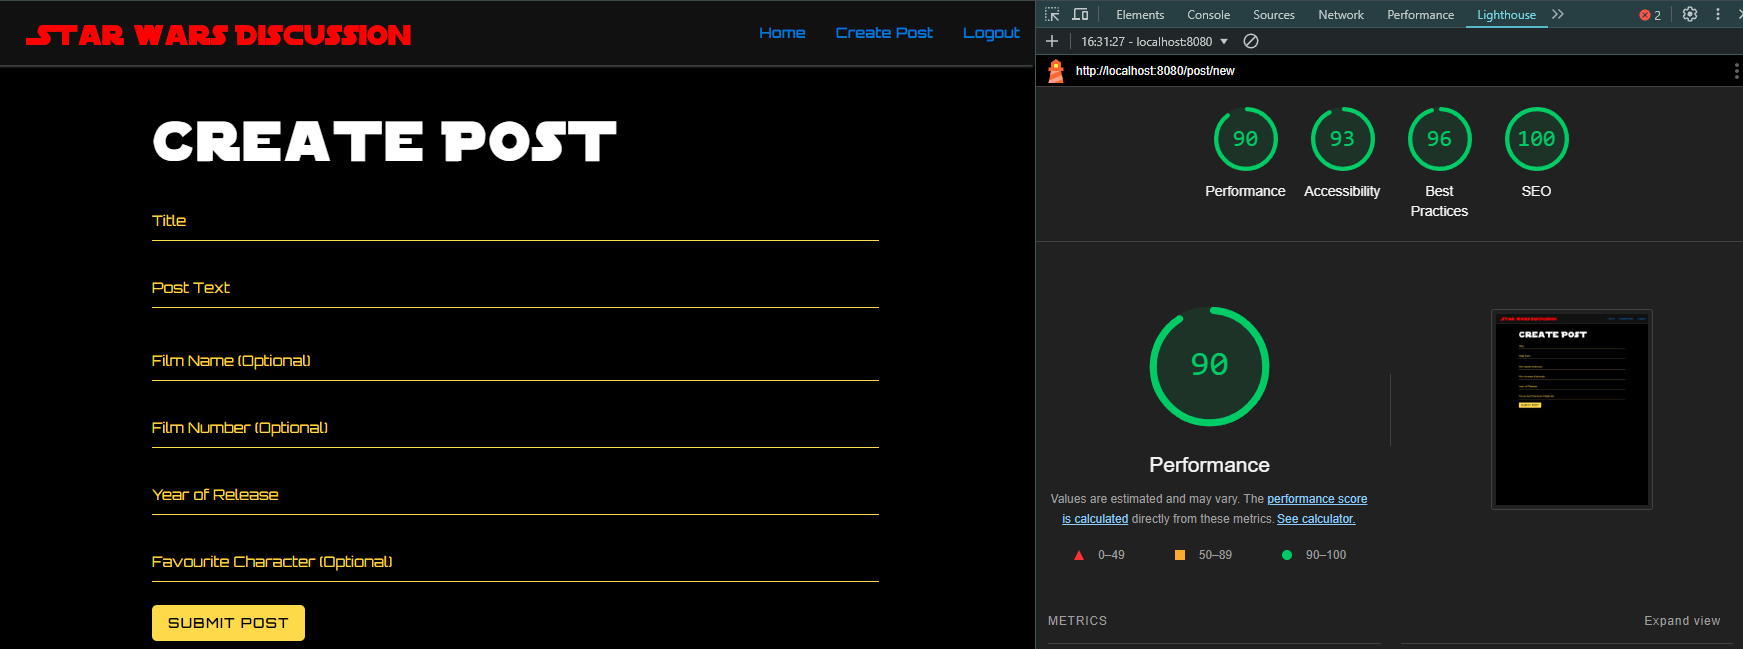 STAR WARS DISCUSSION
Home Create Post Logout
CREATE POST
Title
Post Text
Film Name (Optional)
Film Number (Optional)
Year of Release
Favourite Character (Optional)
SUBMIT POST
Elements Console Sources Network Performance Lighthouse 2
16:31:27 - localhost:8080
http://localhost:8080/post/new
90 93 96 100
Performance Accessibility Best Practices SEO
90
Performance
Values are estimated and may vary. The performance score
is calculated directly from these metrics. See calculator.
0–49 50–89 90–100
CREATE POST
METRICS Expand view